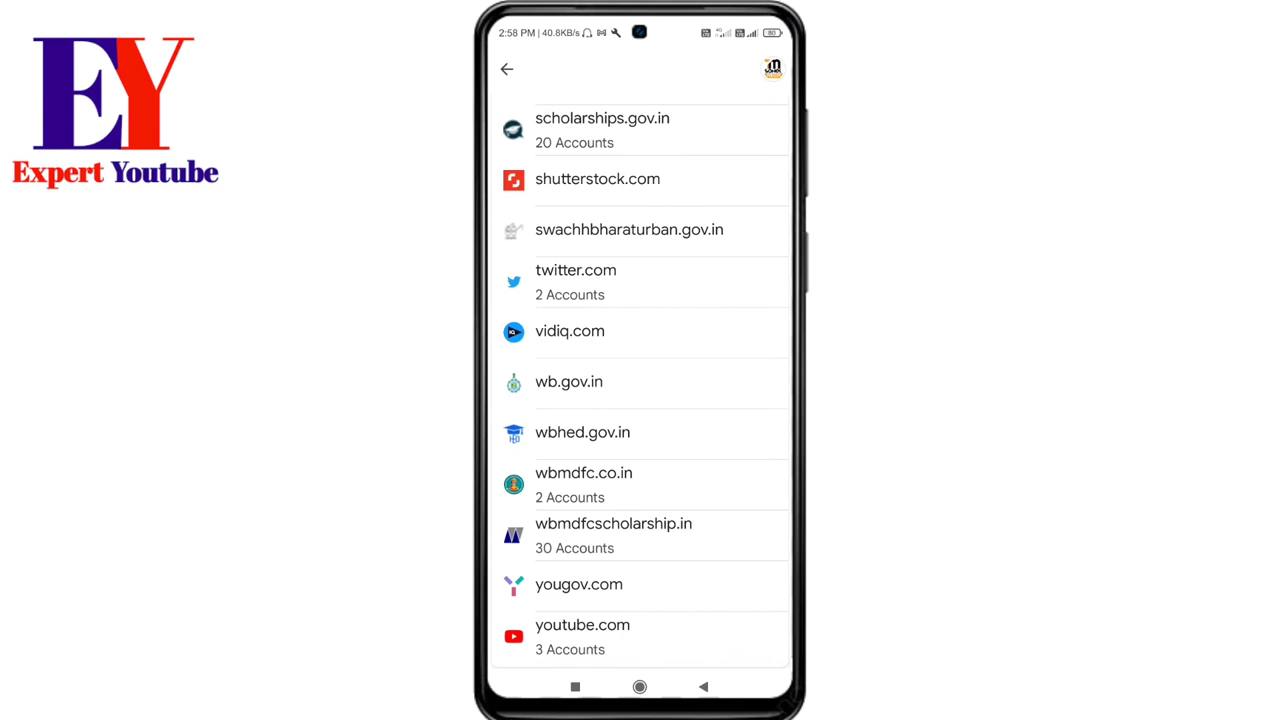 EY
Expert Youtube
2:58 PM | 40.8KB/s
4G
80
scholarships.gov.in
20 Accounts
shutterstock.com
swachhbharaturban.gov.in
twitter.com
2 Accounts
vidiq.com
wb.gov.in
wbhed.gov.in
wbmdfc.co.in
2 Accounts
wbmdfcscholarship.in
30 Accounts
yougov.com
youtube.com
3 Accounts